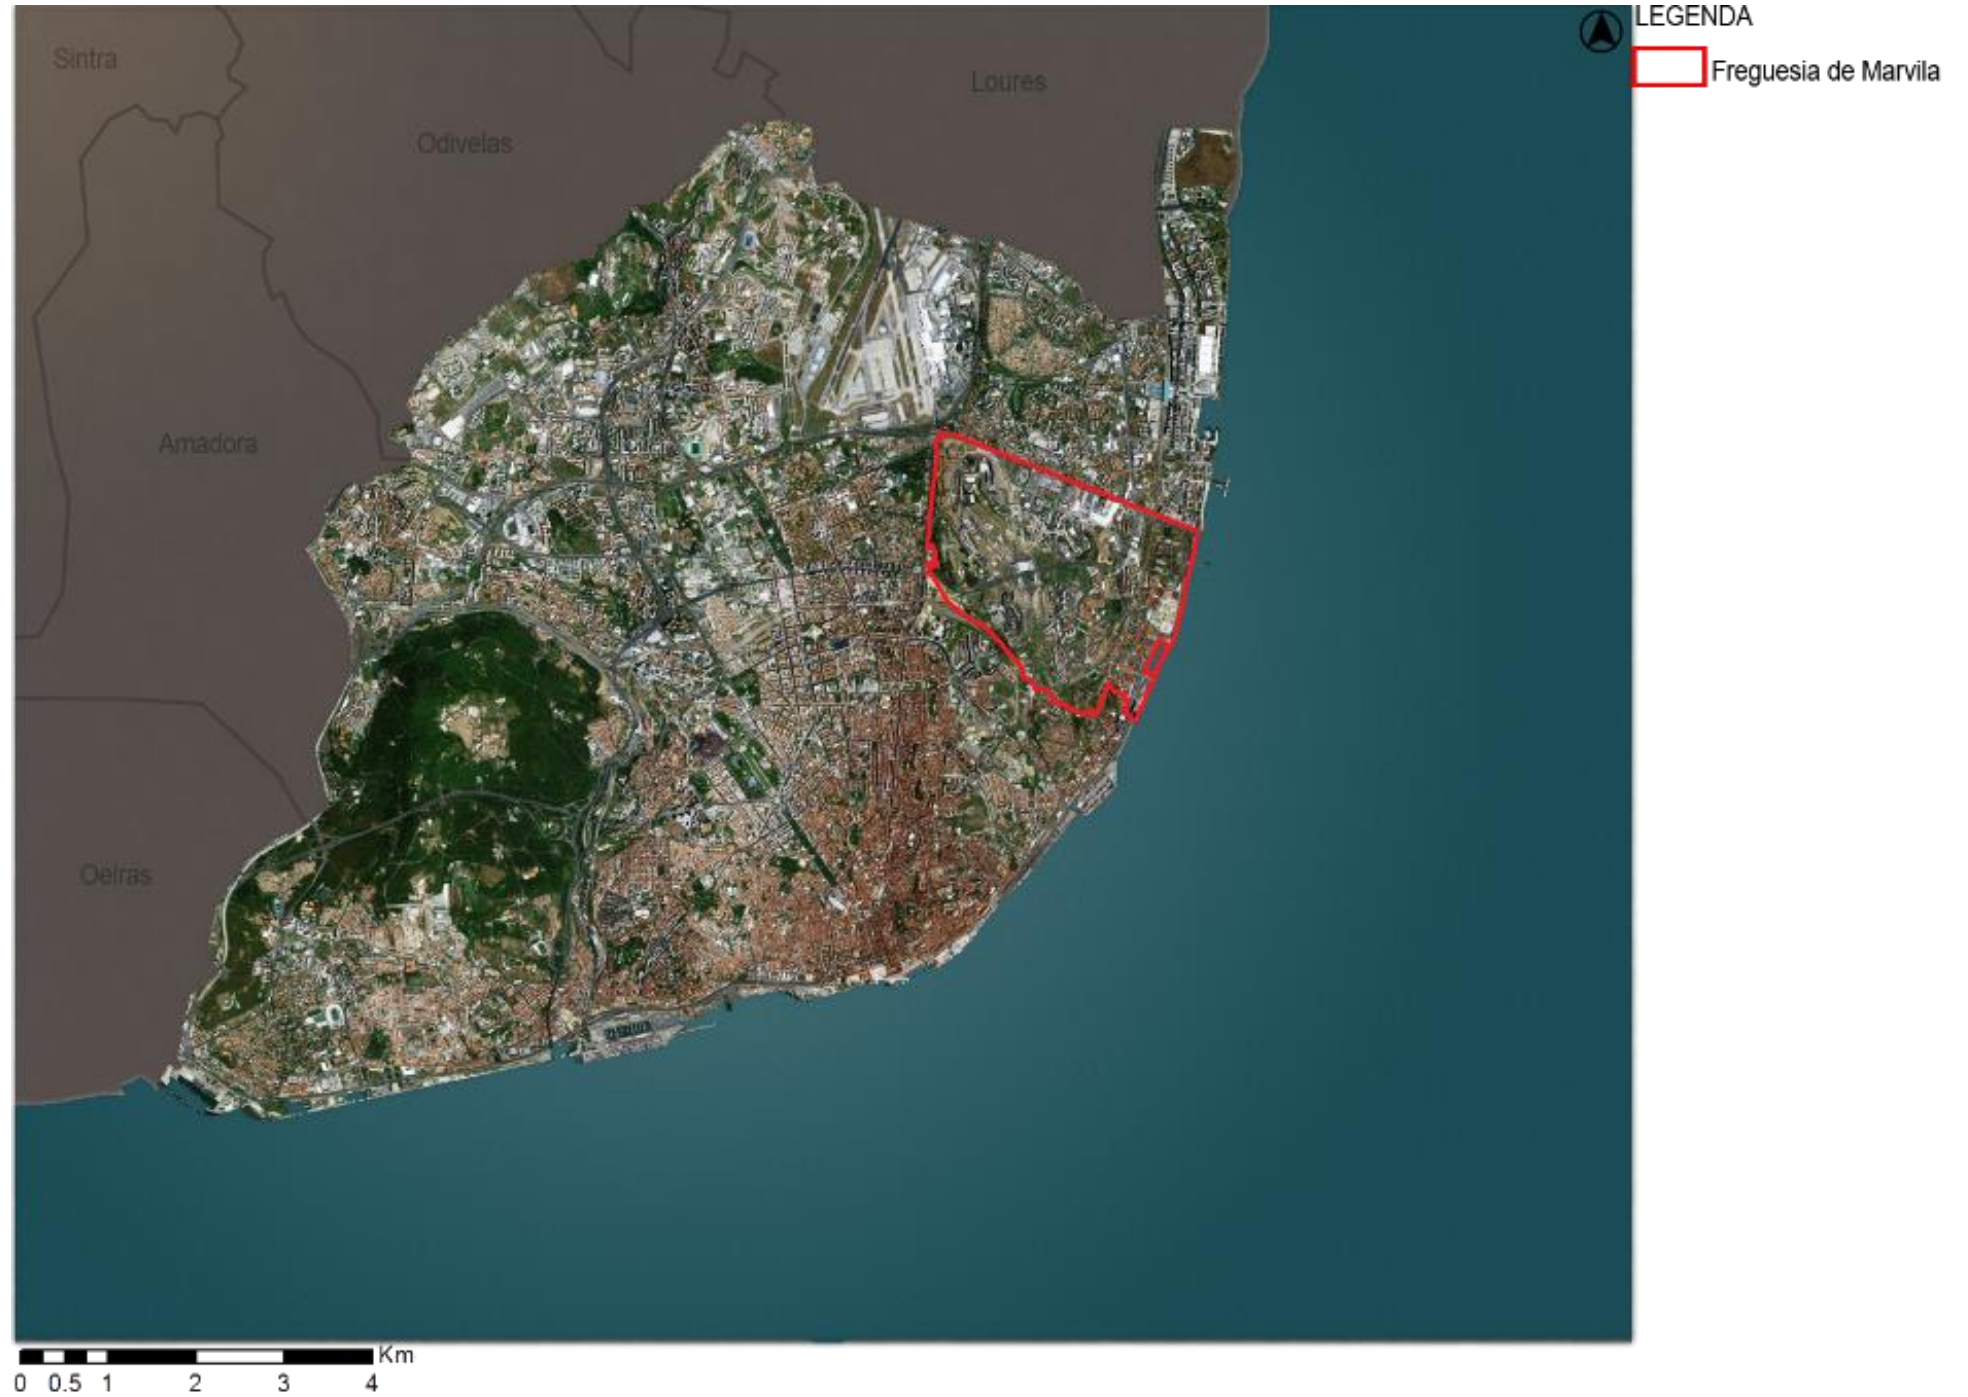 LEGENDA
Freguesia de Marvila
Sintra
Loures
Odivelas
Amadora
Oeiras
Km
0 0.5 1 2 3 4